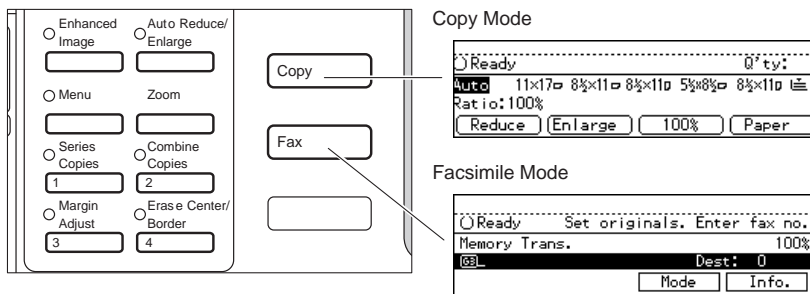 Enhanced Image
Auto Reduce/ Enlarge
Menu
Zoom
Series Copies
Combine Copies
1
2
Margin Adjust
Erase Center/ Border
3
4
Copy
Fax
Copy Mode
Ready Q'ty:
Auto 11×17 8½×11 8½×11 5½×8½ 8½×11
Ratio:100%
Reduce Enlarge 100% Paper
Facsimile Mode
Ready Set originals. Enter fax no.
Memory Trans. 100%
G3 Dest: 0
Mode Info.